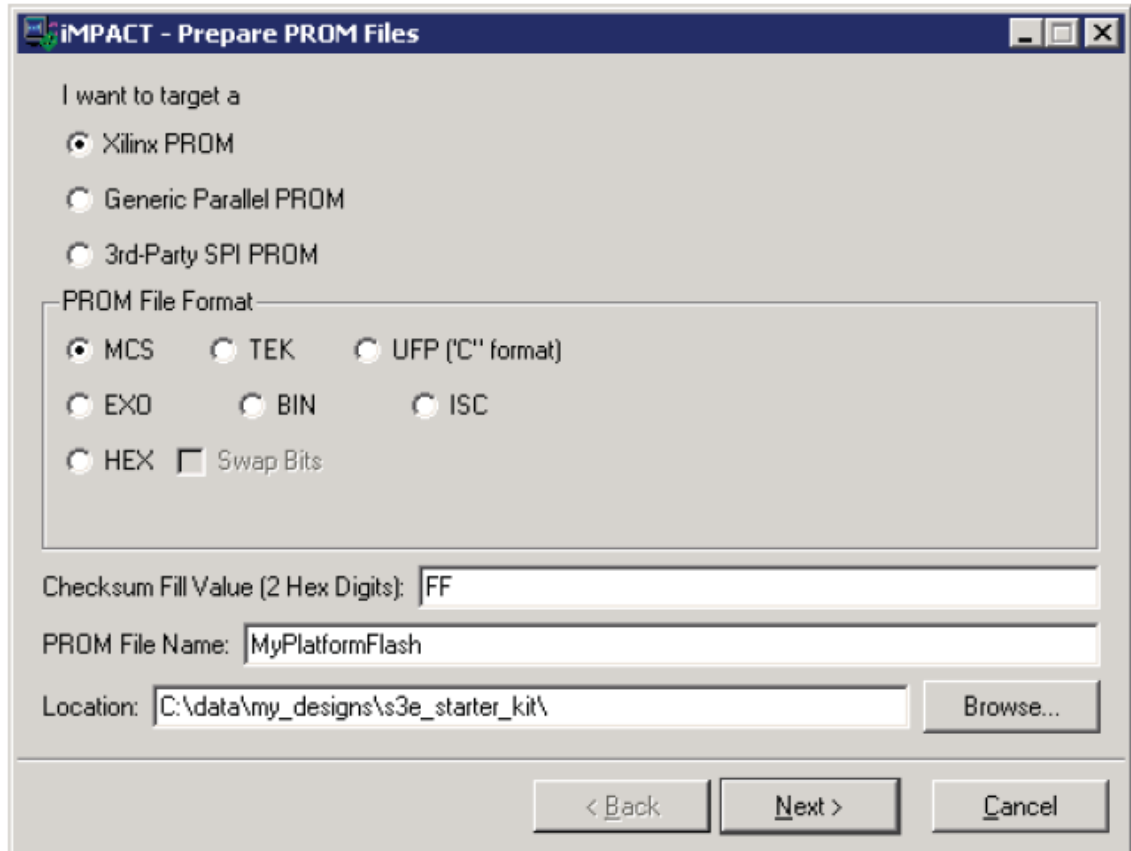 iMPACT - Prepare PROM Files
I want to target a
Xilinx PROM
Generic Parallel PROM
3rd-Party SPI PROM
PROM File Format
MCS TEK UFP ('C" format)
EXO BIN ISC
HEX Swap Bits
Checksum Fill Value (2 Hex Digits): FF
PROM File Name: MyPlatformFlash
Location: C:\data\my_designs\s3e_starter_kit\ Browse...
< Back Next > Cancel